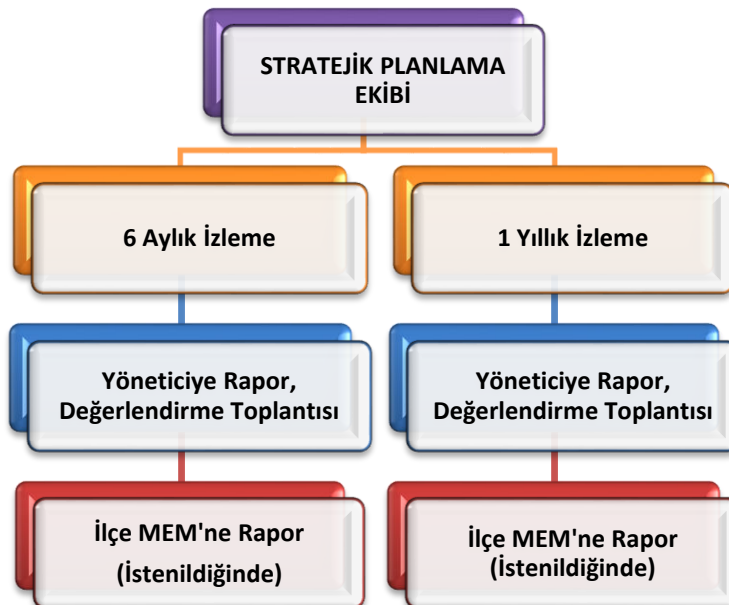 STRATEJİK PLANLAMA
EKİBİ
6 Aylık İzleme
1 Yıllık İzleme
Yöneticiye Rapor,
Değerlendirme Toplantısı
Yöneticiye Rapor,
Değerlendirme Toplantısı
İlçe MEM'ne Rapor
(İstenildiğinde)
İlçe MEM'ne Rapor
(İstenildiğinde)